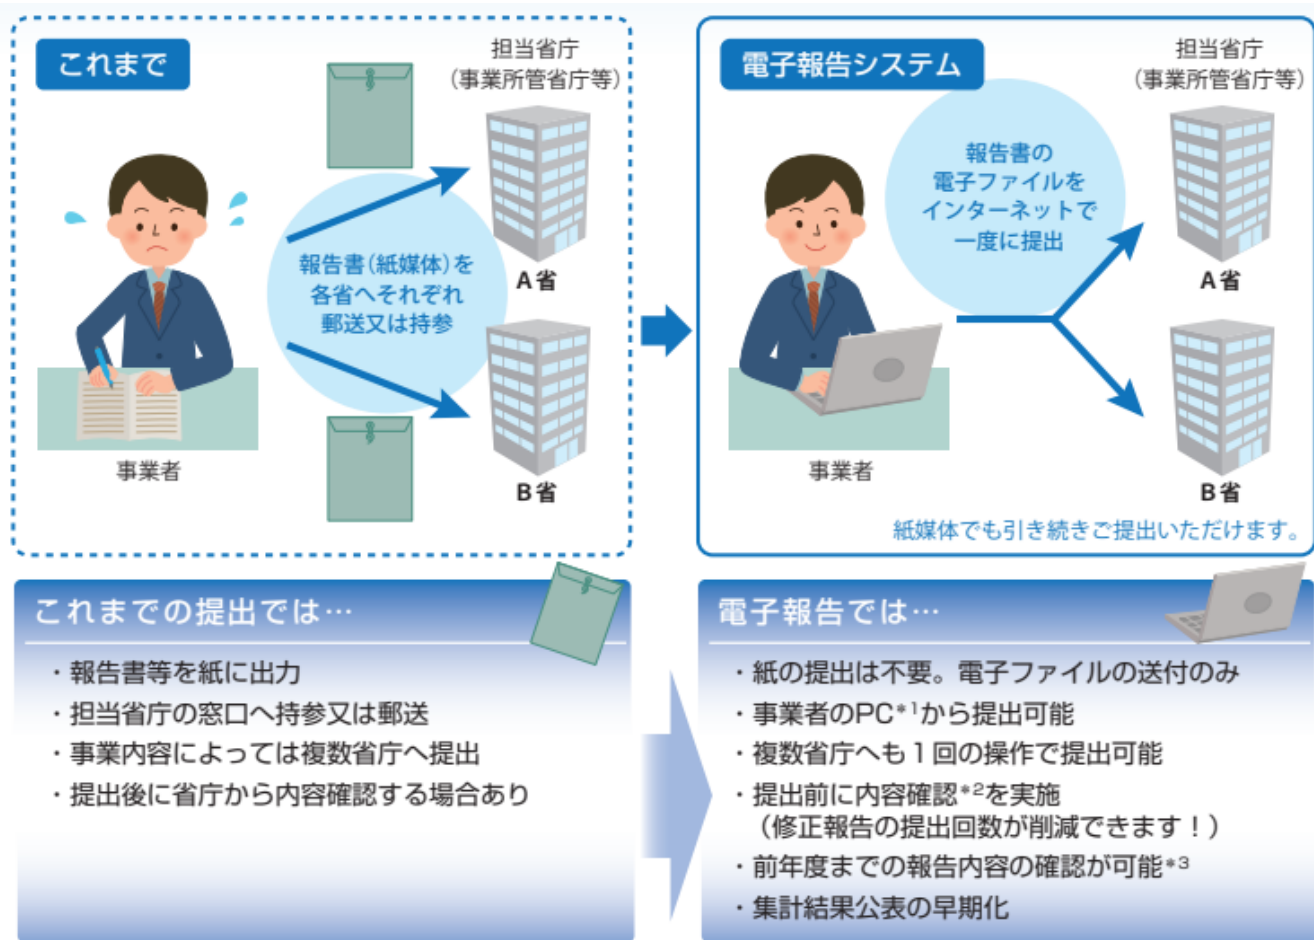 これまで
担当省庁
（事業所管省庁等）
報告書（紙媒体）を
各省へそれぞれ
郵送又は持参
A省
B省
事業者
電子報告システム
担当省庁
（事業所管省庁等）
報告書の
電子ファイルを
インターネットで
一度に提出
A省
B省
事業者
紙媒体でも引き続きご提出いただけます。
これまでの提出では…
・報告書等を紙に出力
・担当省庁の窓口へ持参又は郵送
・事業内容によっては複数省庁へ提出
・提出後に省庁から内容確認する場合あり
電子報告では…
・紙の提出は不要。電子ファイルの送付のみ
・事業者のPC*1から提出可能
・複数省庁へも1回の操作で提出可能
・提出前に内容確認*2を実施
（修正報告の提出回数が削減できます！）
・前年度までの報告内容の確認が可能*3
・集計結果公表の早期化